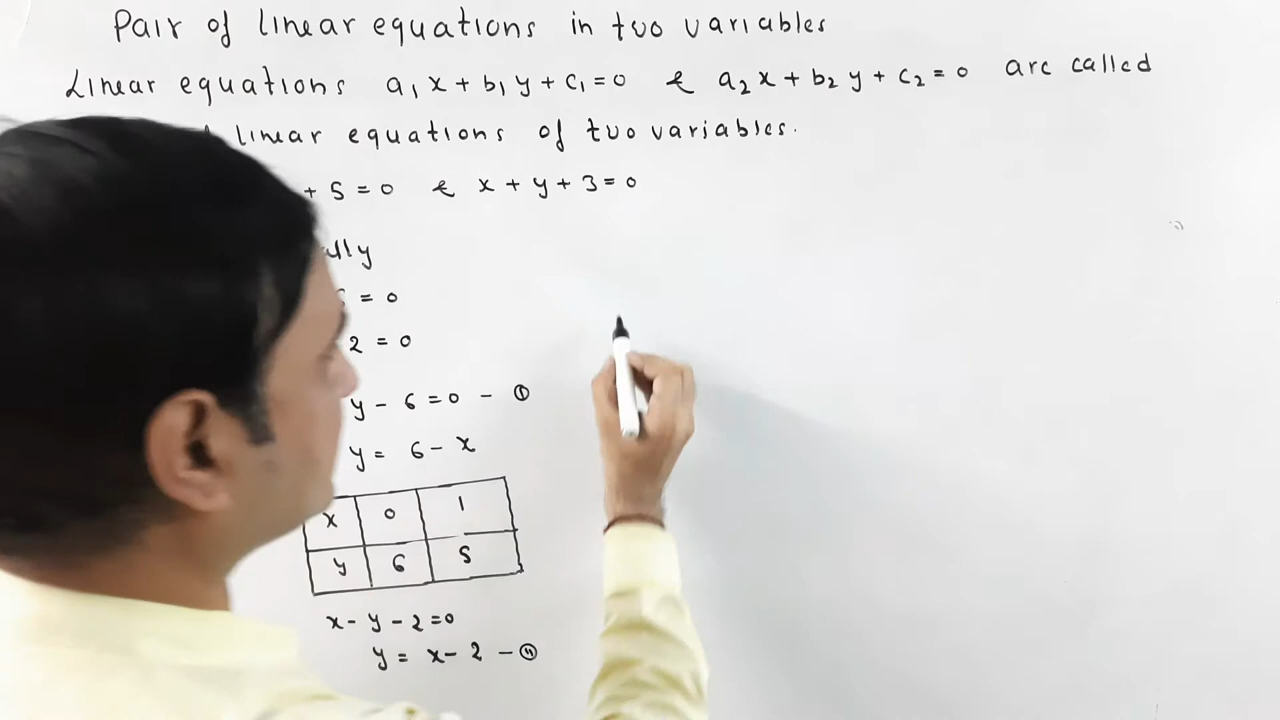 Pair of linear equations in two variables
Linear equations a₁x + b₁y + c₁ = 0 & a₂x + b₂y + c₂ = 0 are called
linear equations of two variables.
+ 5 = 0 & x + y + 3 = 0
= 0
2 = 0
y - 6 = 0 - ①
y = 6 - x
x 0 1
y 6 5
x - y - 2 = 0
y = x - 2 - ⑪